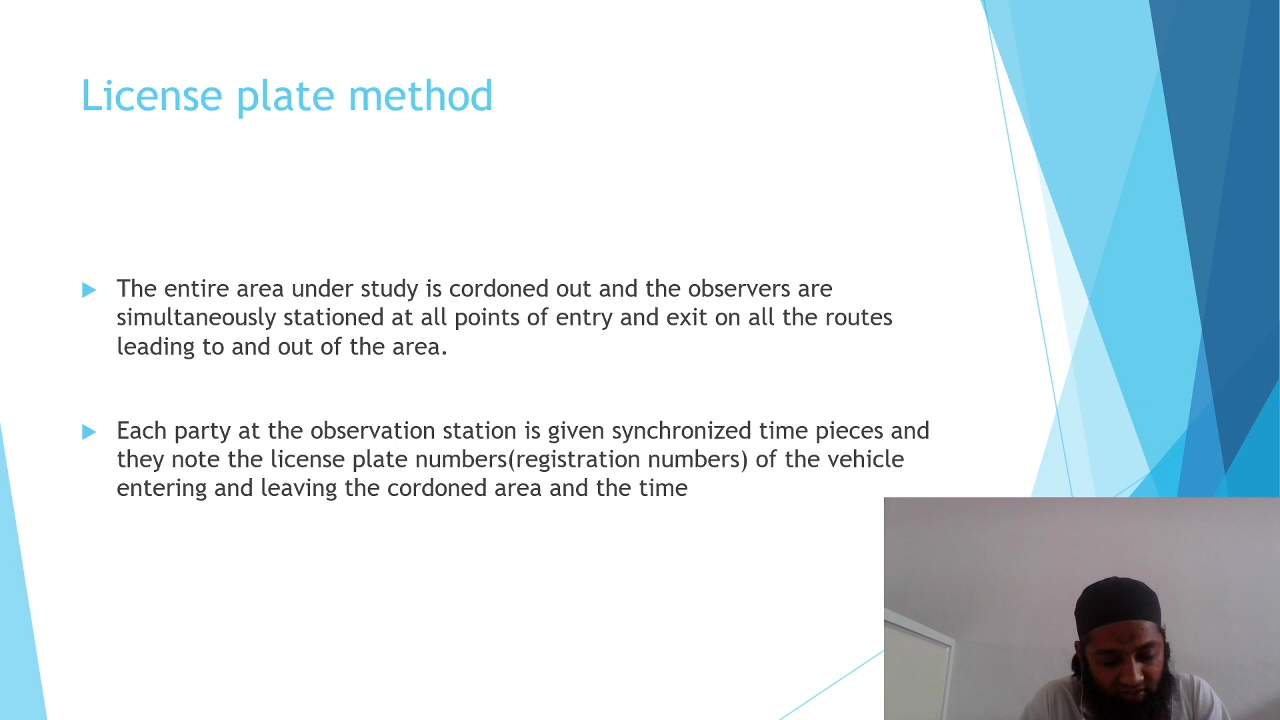 License plate method
The entire area under study is cordoned out and the observers are
simultaneously stationed at all points of entry and exit on all the routes
leading to and out of the area.
Each party at the observation station is given synchronized time pieces and
they note the license plate numbers(registration numbers) of the vehicle
entering and leaving the cordoned area and the time